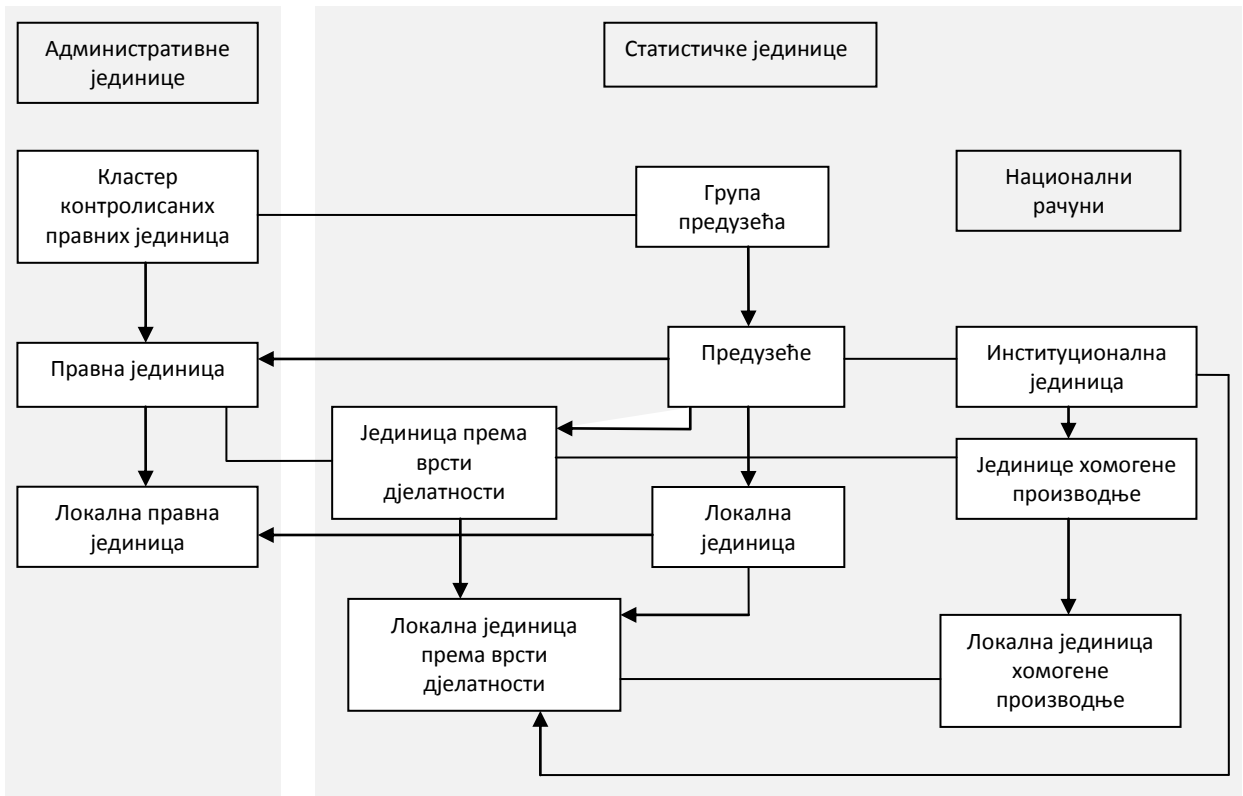 Административне
јединице
Статистичке јединице
Кластер
контролисаних
правних јединица
Група
предузећа
Национални
рачуни
Правна јединица
Предузеће
Институционална
јединица
Јединица према
врсти
дјелатности
Јединице хомогене
производње
Локална правна
јединица
Локална
јединица
Локална јединица
према врсти
дјелатности
Локална јединица
хомогене
производње